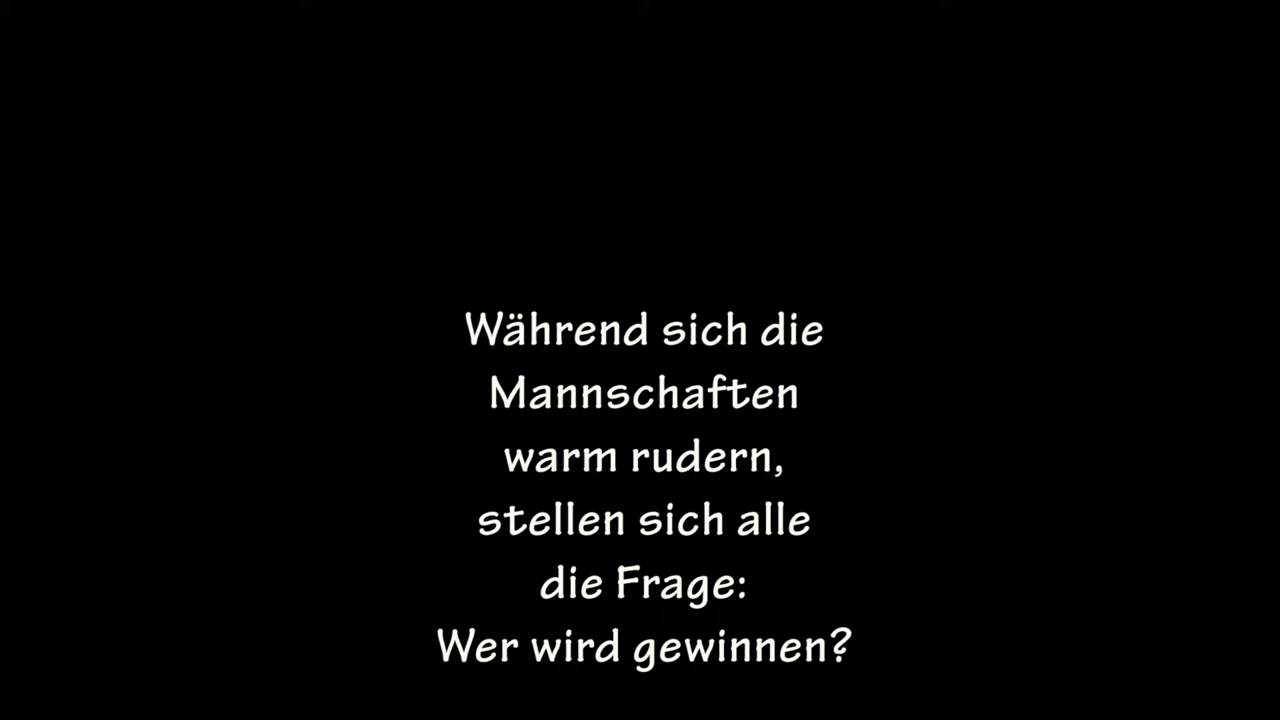 Während sich die
Mannschaften
warm rudern,
stellen sich alle
die Frage:
Wer wird gewinnen?